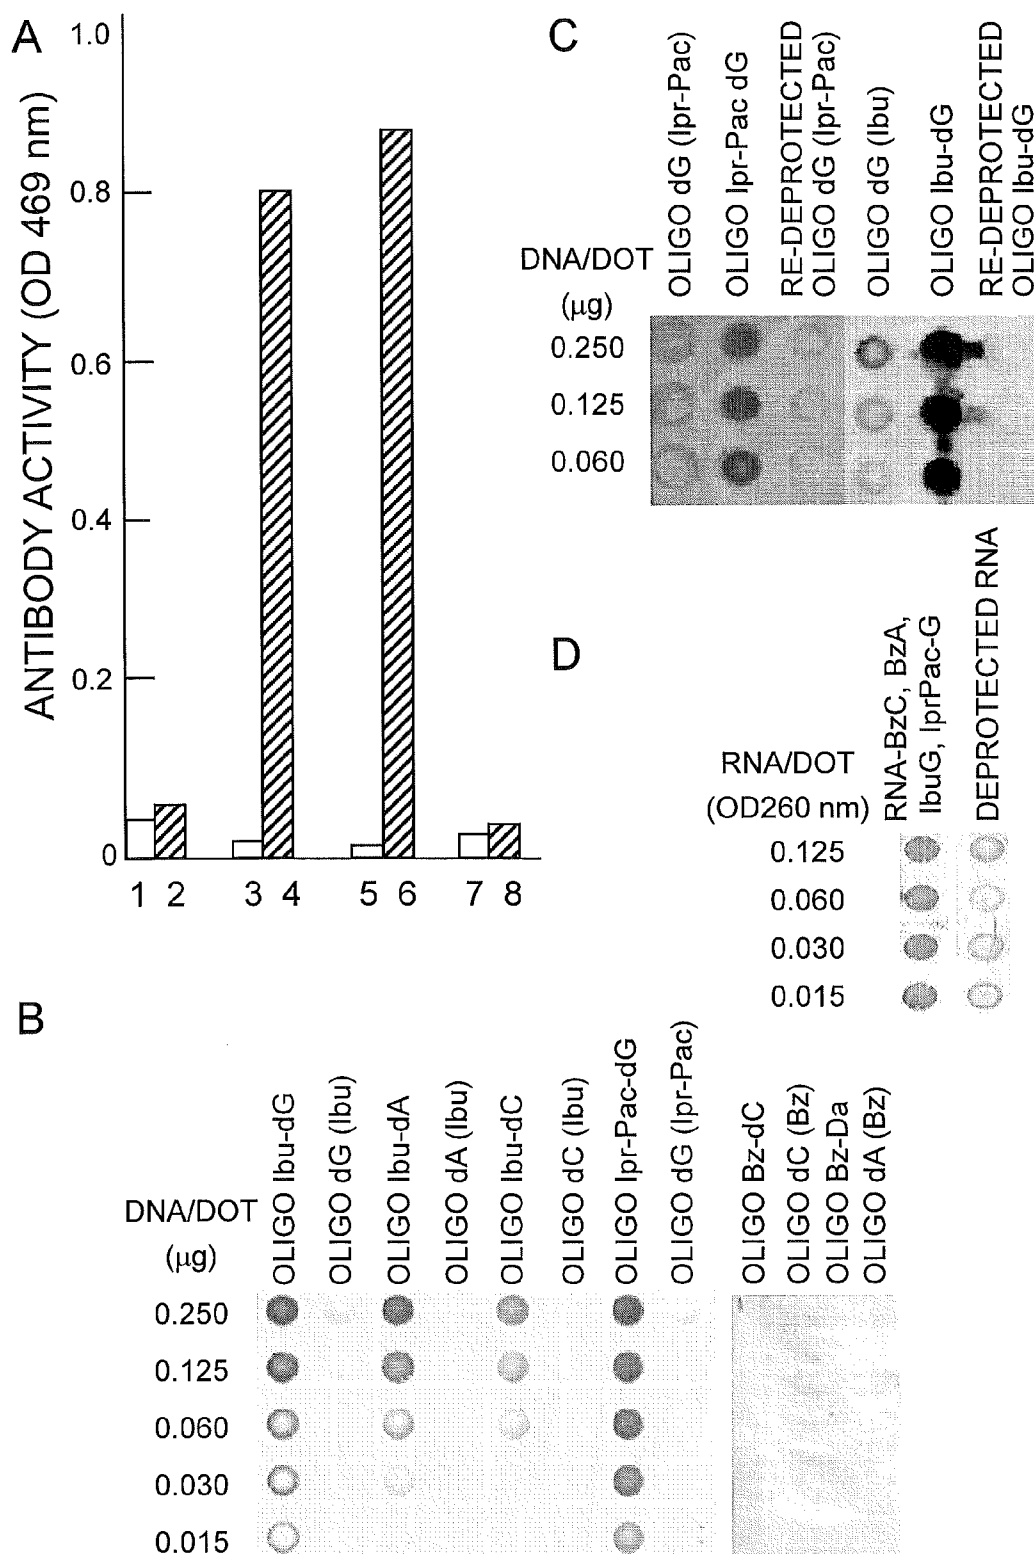 A
ANTIBODY ACTIVITY (OD 469 nm)
1.0
0.8
0.6
0.4
0.2
0
1 2 3 4 5 6 7 8
C
OLIGO dG (Ipr-Pac)
OLIGO Ipr-Pac dG
RE-DEPROTECTED
OLIGO dG (Ipr-Pac)
OLIGO dG (Ibu)
OLIGO Ibu-dG
RE-DEPROTECTED
OLIGO Ibu-dG
DNA/DOT
(µg)
0.250
0.125
0.060
D
RNA-BzC, BzA,
IbuG, IprPac-G
DEPROTECTED RNA
RNA/DOT
(OD260 nm)
0.125
0.060
0.030
0.015
B
OLIGO Ibu-dG
OLIGO dG (Ibu)
OLIGO Ibu-dA
OLIGO dA (Ibu)
OLIGO Ibu-dC
OLIGO dC (Ibu)
OLIGO Ipr-Pac-dG
OLIGO dG (Ipr-Pac)
OLIGO Bz-dC
OLIGO dC (Bz)
OLIGO Bz-Da
OLIGO dA (Bz)
DNA/DOT
(µg)
0.250
0.125
0.060
0.030
0.015